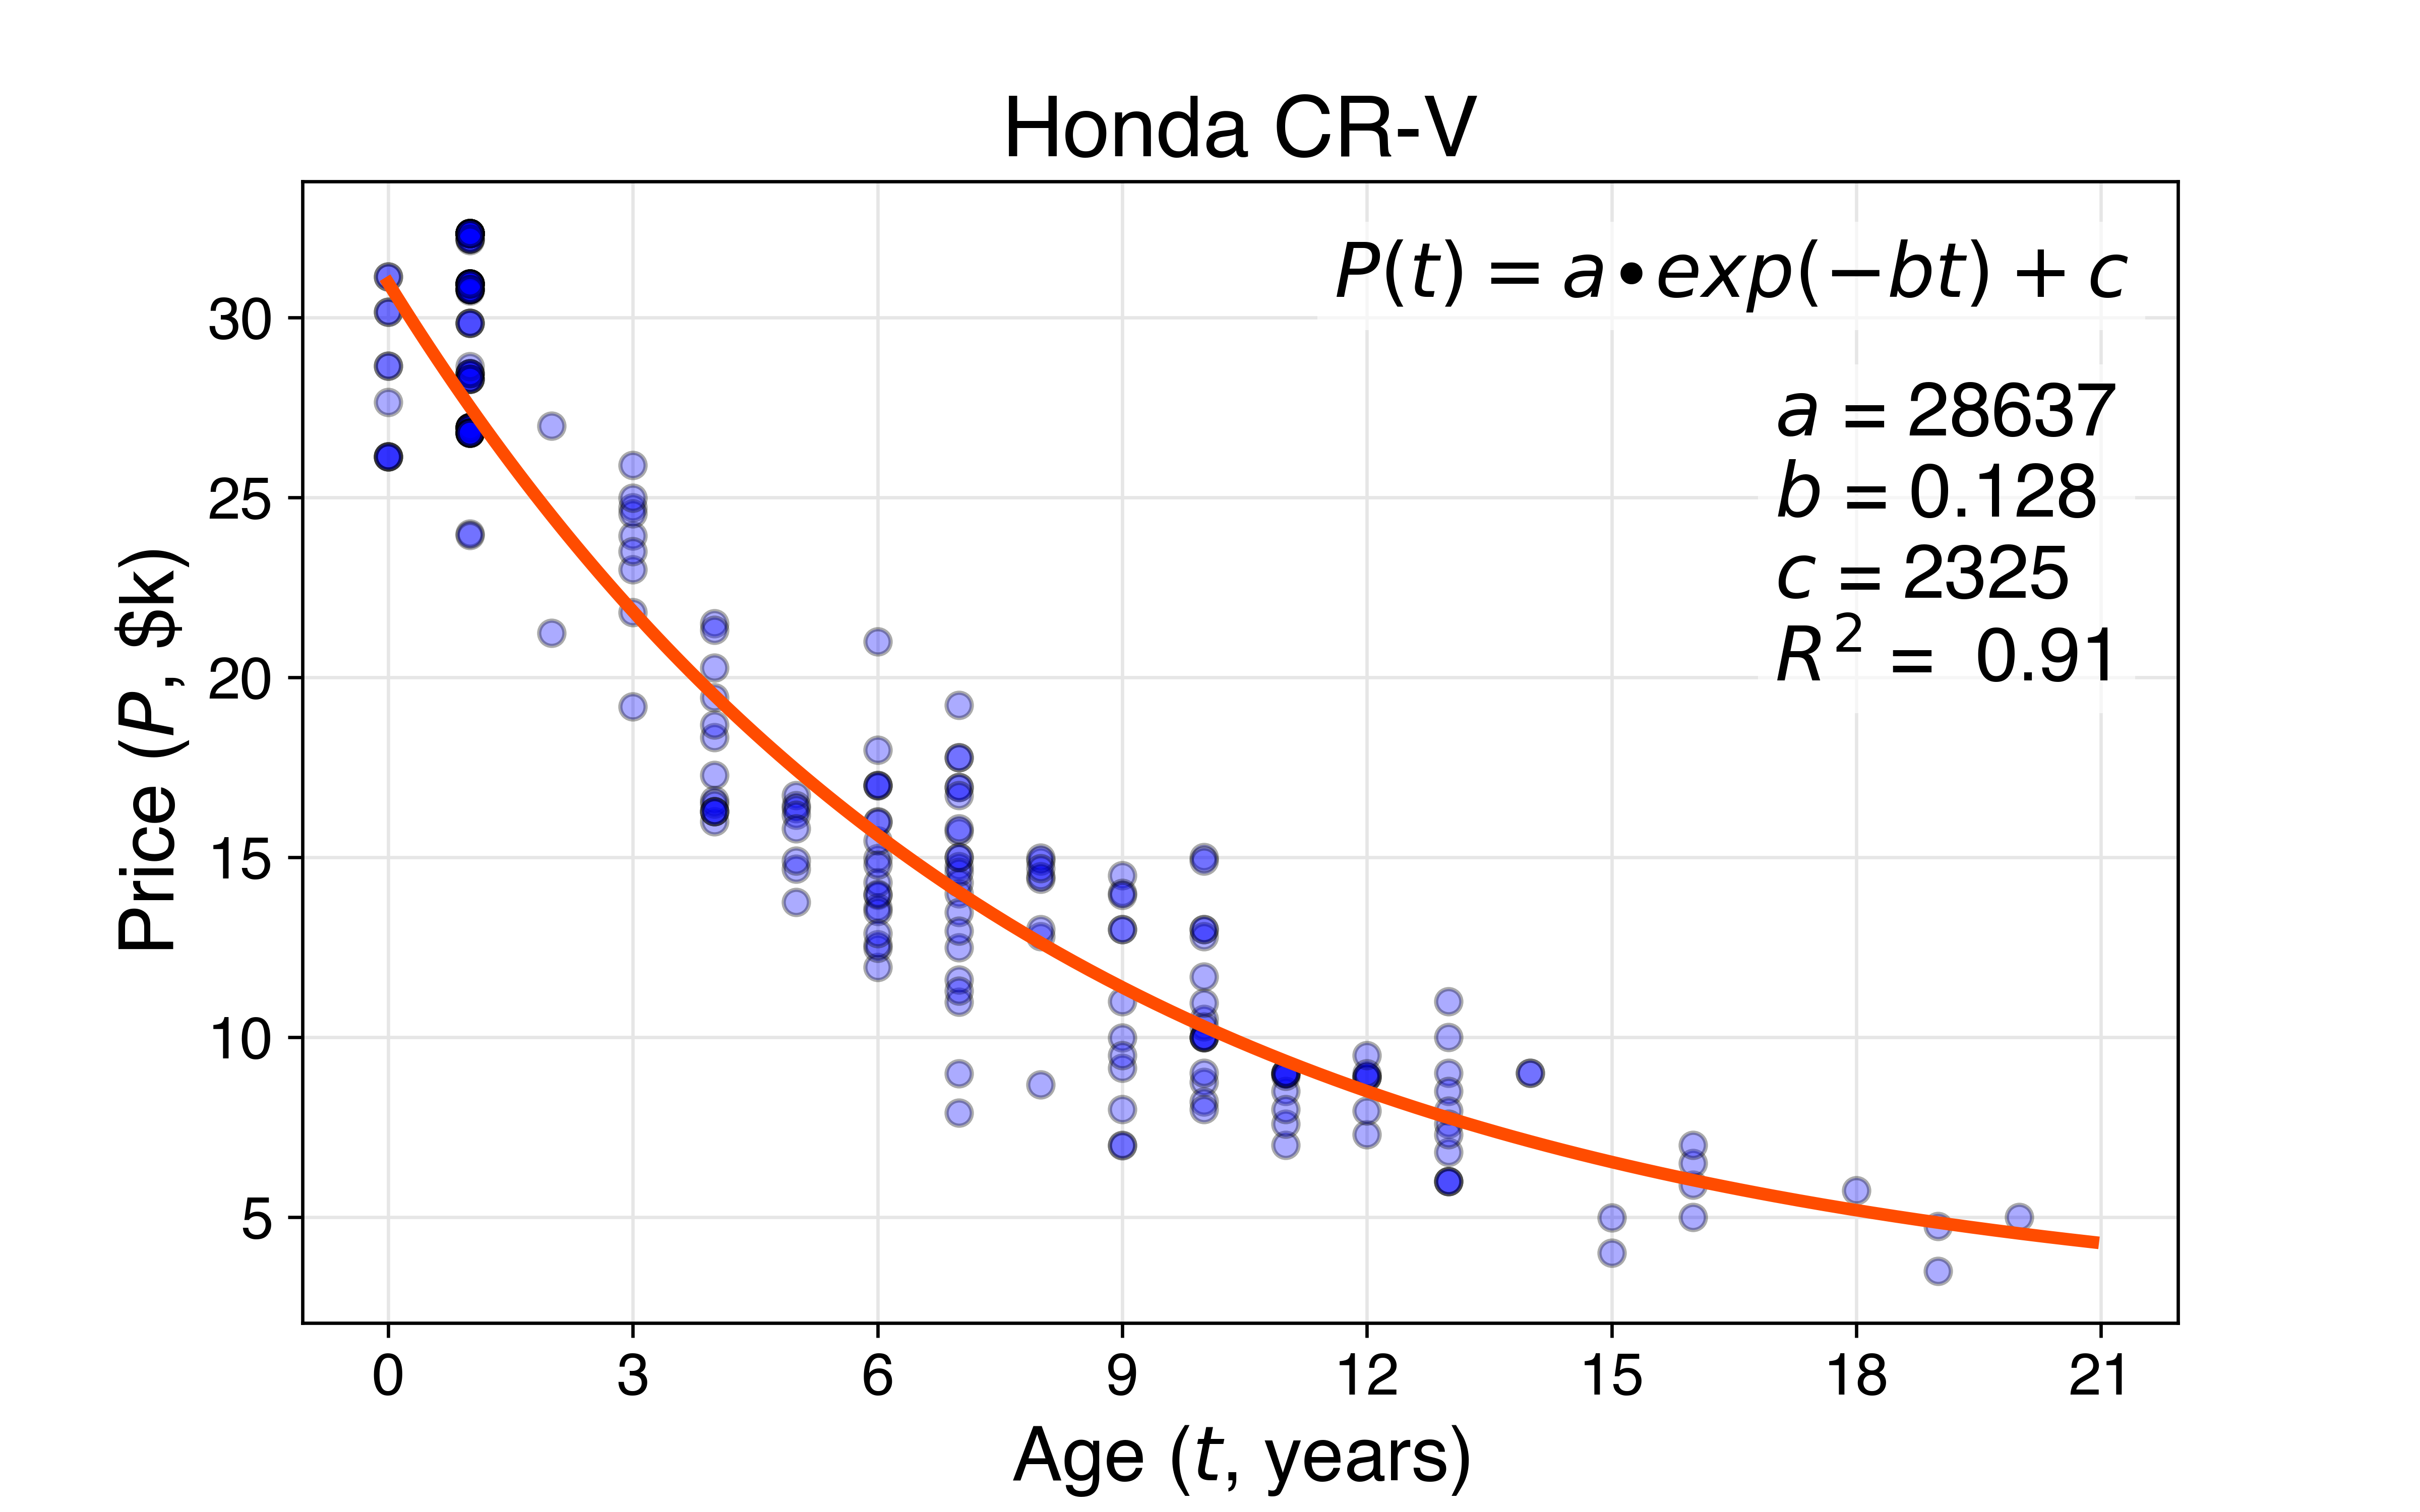 Honda CR-V
P(t) = a•exp(−bt) + c
a = 28637
b = 0.128
c = 2325
R² = 0.91
Price (P, $k)
30
25
20
15
10
5
0 3 6 9 12 15 18 21
Age (t, years)